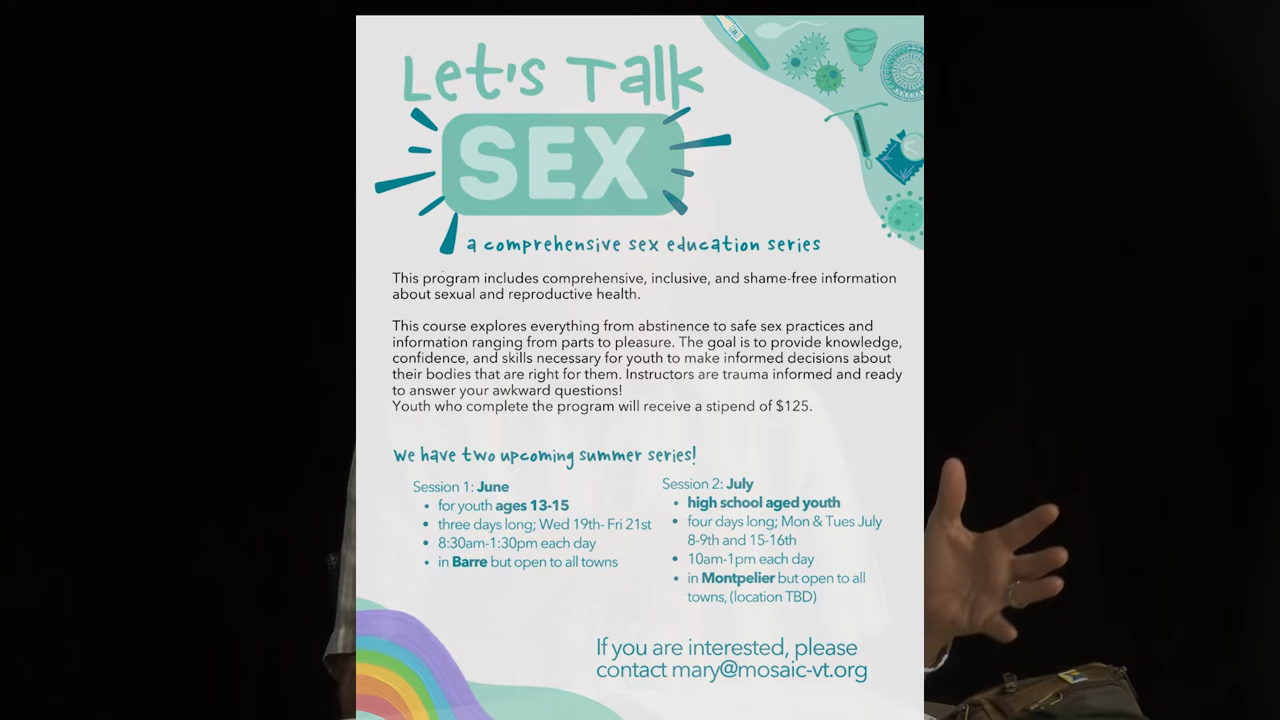 Let's Talk
SEX
a comprehensive sex education series
This program includes comprehensive, inclusive, and shame-free information
about sexual and reproductive health.
This course explores everything from abstinence to safe sex practices and
information ranging from parts to pleasure. The goal is to provide knowledge,
confidence, and skills necessary for youth to make informed decisions about
their bodies that are right for them. Instructors are trauma informed and ready
to answer your awkward questions!
Youth who complete the program will receive a stipend of $125.
We have two upcoming summer series!
Session 1: June
• for youth ages 13-15
• three days long; Wed 19th- Fri 21st
• 8:30am-1:30pm each day
• in Barre but open to all towns
Session 2: July
• high school aged youth
• four days long; Mon & Tues July
8-9th and 15-16th
• 10am-1pm each day
• in Montpelier but open to all
towns, (location TBD)
If you are interested, please
contact mary@mosaic-vt.org